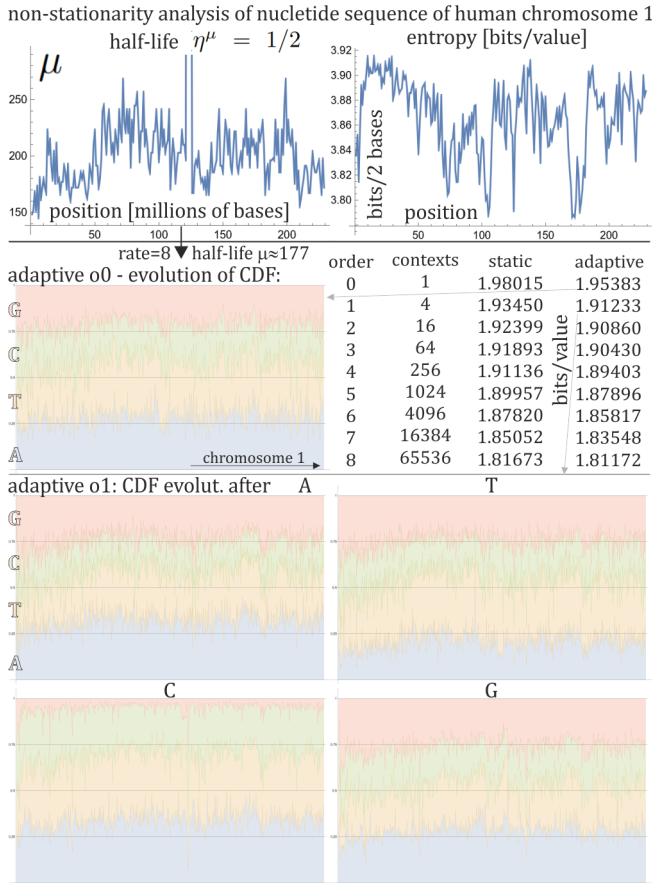 non-stationarity analysis of nucletide sequence of human chromosome 1
half-life η^μ = 1/2
entropy [bits/value]
μ
250
200
150
position [millions of bases]
50 100 150 200
3.92
3.90
3.88
3.86
3.84
3.82
3.80
bits/2 bases
position
50 100 150 200
rate=8 half-life μ≈177
adaptive o0 - evolution of CDF:
G
C
T
A
chromosome 1
order contexts static adaptive
0 1 1.98015 1.95383
1 4 1.93450 1.91233
2 16 1.92399 1.90860
3 64 1.91893 1.90430
4 256 1.91136 1.89403
5 1024 1.89957 1.87896
6 4096 1.87820 1.85817
7 16384 1.85052 1.83548
8 65536 1.81673 1.81172
bits/value
adaptive o1: CDF evolut. after A
T
G
C
T
A
C
G